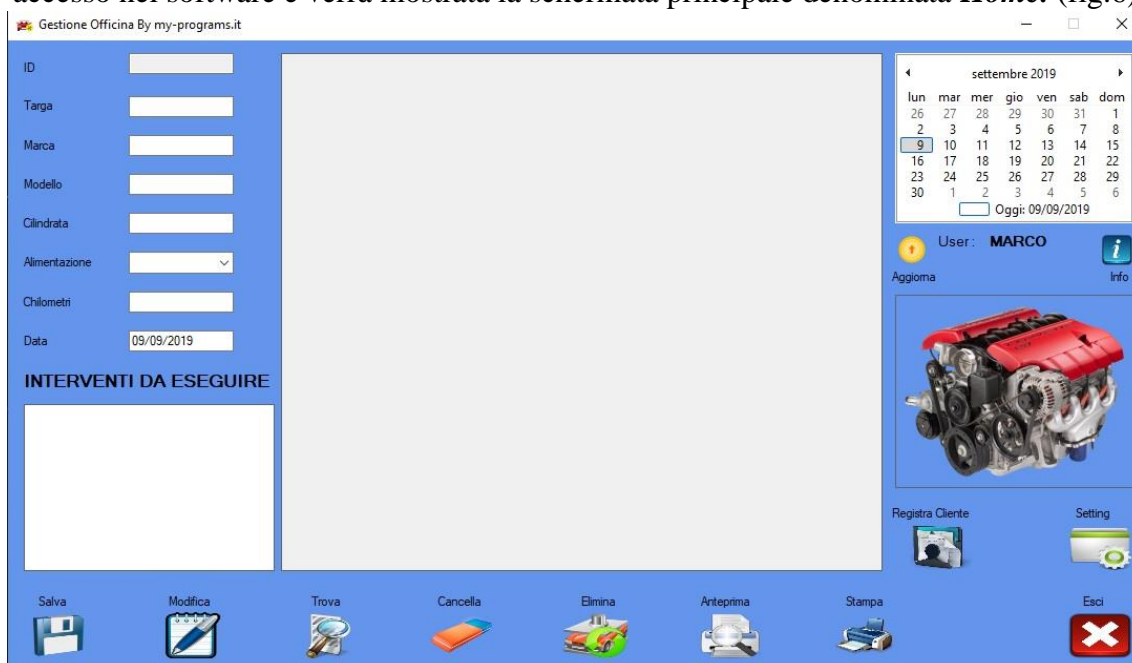 accesso nel software e verrà mostrata la schermata principale denominata Home. (fig.8)
Gestione Officina By my-programs.it
ID
Targa
Marca
Modello
Cilindrata
Alimentazione
Chilometri
Data 09/09/2019
INTERVENTI DA ESEGUIRE
settembre 2019
lun mar mer gio ven sab dom
26 27 28 29 30 31 1
2 3 4 5 6 7 8
9 10 11 12 13 14 15
16 17 18 19 20 21 22
23 24 25 26 27 28 29
30 1 2 3 4 5 6
Oggi: 09/09/2019
User: MARCO
Aggiorna Info
Registra Cliente Setting
Salva Modifica Trova Cancella Elimina Anteprima Stampa Esci